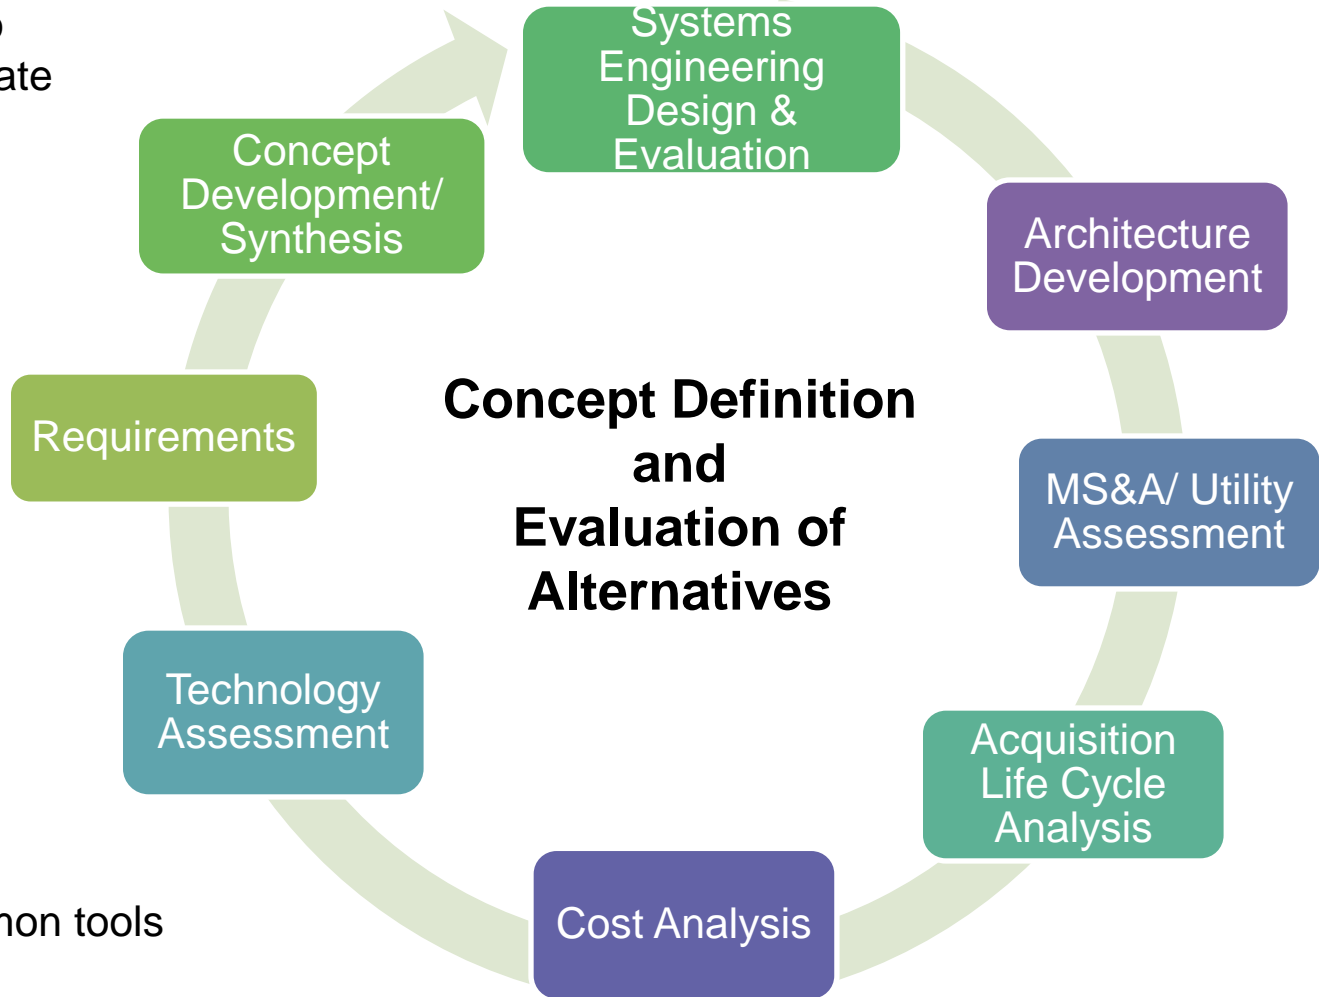 ate
Systems
Engineering
Design &
Evaluation
Concept
Development/
Synthesis
Architecture
Development
Requirements
Concept Definition
and
Evaluation of
Alternatives
MS&A/ Utility
Assessment
Technology
Assessment
Acquisition
Life Cycle
Analysis
Cost Analysis
mon tools